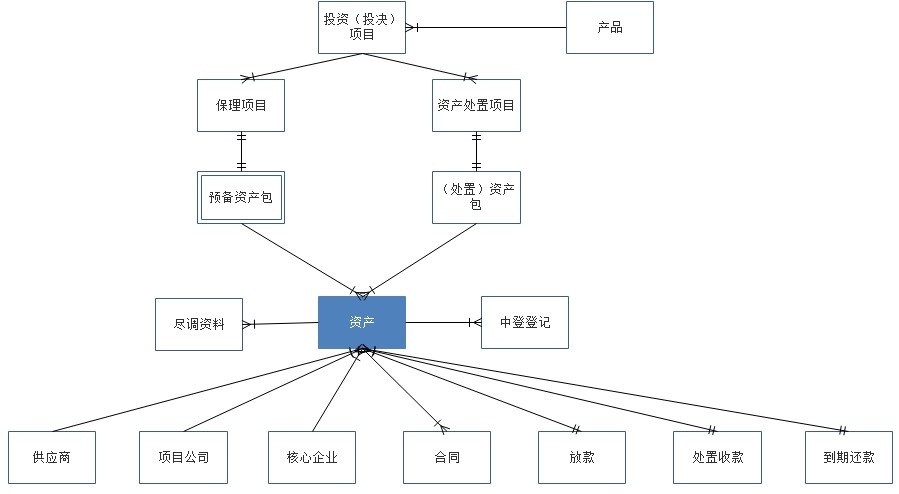 投资（投决）
项目
产品
保理项目
资产处置项目
预备资产包
（处置）资产
包
尽调资料
资产
中登登记
供应商
项目公司
核心企业
合同
放款
处置收款
到期还款